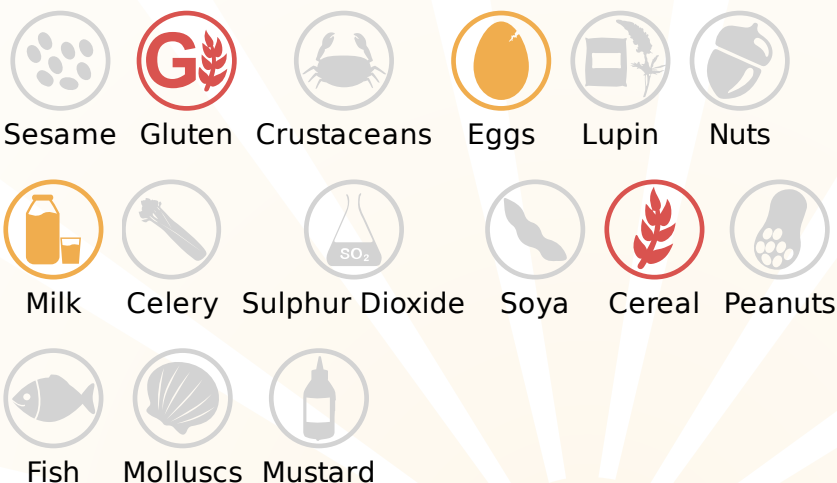 G
Sesame Gluten Crustaceans Eggs Lupin Nuts
SO₂
Milk Celery Sulphur Dioxide Soya Cereal Peanuts
Fish Molluscs Mustard